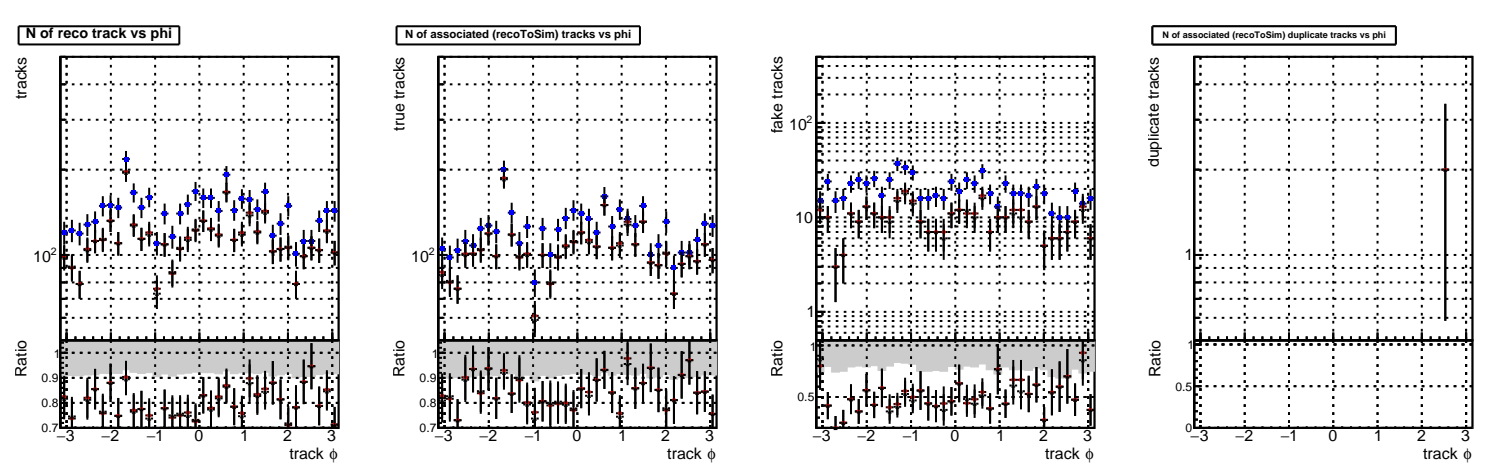 N of reco track vs phi
tracks
10²
Ratio
1
0.9
0.8
0.7
−3 −2 −1 0 1 2 3
track ϕ
N of associated (recoToSim) tracks vs phi
true tracks
10²
Ratio
1
0.9
0.8
0.7
−3 −2 −1 0 1 2 3
track ϕ
fake tracks
10²
10
1
Ratio
1
0.5
−3 −2 −1 0 1 2 3
track ϕ
N of associated (recoToSim) duplicate tracks vs phi
duplicate tracks
1
Ratio
1
0.5
0
−3 −2 −1 0 1 2 3
track ϕ